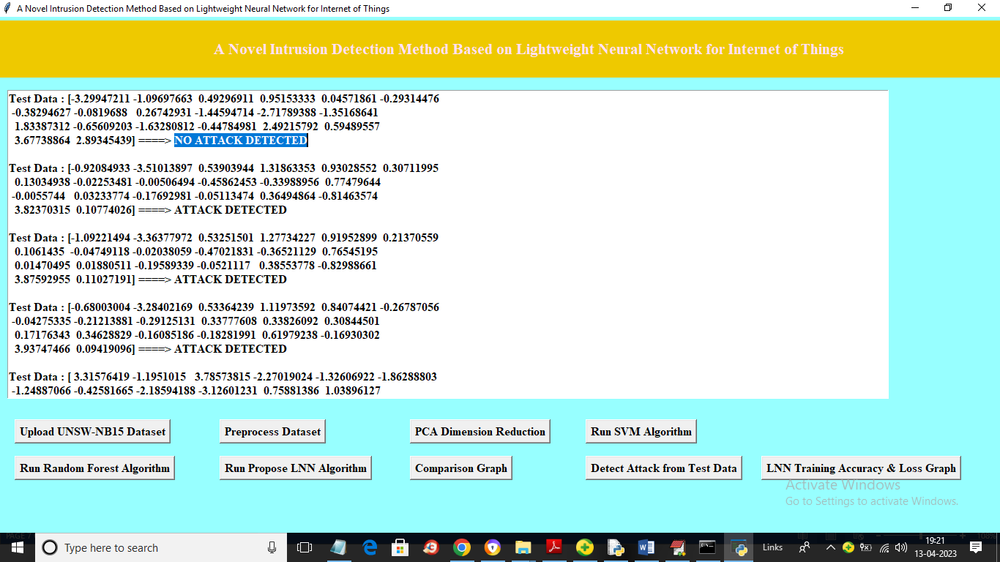 A Novel Intrusion Detection Method Based on Lightweight Neural Network for Internet of Things
A Novel Intrusion Detection Method Based on Lightweight Neural Network for Internet of Things
Test Data : [-3.29947211 -1.09697663 0.49296911 0.95153333 0.04571861 -0.29314476
-0.38294627 -0.0819688 0.26742931 -1.44594714 -2.71789388 -1.35168641
1.83387312 -0.65609203 -1.63280812 -0.44784981 2.49215792 0.59489557
3.67738864 2.89345439] ====> NO ATTACK DETECTED
Test Data : [-0.92084933 -3.51013897 0.53903944 1.31863353 0.93028552 0.30711995
0.13034938 -0.02253481 -0.00506494 -0.45862453 -0.33988956 0.77479644
-0.0055744 0.03233774 -0.17692981 -0.05113474 0.36494864 -0.81463574
3.82370315 0.10774026] ====> ATTACK DETECTED
Test Data : [-1.09221494 -3.36377972 0.53251501 1.27734227 0.91952899 0.21370559
0.1061435 -0.04749118 -0.02038059 -0.47021831 -0.36521129 0.76545195
0.01470495 0.01880511 -0.19589339 -0.0521117 0.38553778 -0.82988661
3.87592955 0.11027191] ====> ATTACK DETECTED
Test Data : [-0.68003004 -3.28402169 0.53364239 1.11973592 0.84074421 -0.26787056
-0.04275335 -0.21213881 -0.29125131 0.33777608 0.33826092 0.30844501
0.17176343 0.34628829 -0.16085186 -0.18281991 0.61979238 -0.16930302
3.93747466 0.09419096] ====> ATTACK DETECTED
Test Data : [ 3.31576419 -1.1951015 3.78573815 -2.27019024 -1.32606922 -1.86288803
-1.24887066 -0.42581665 -2.18594188 -3.12601231 0.75881386 1.03896127
Upload UNSW-NB15 Dataset Preprocess Dataset PCA Dimension Reduction Run SVM Algorithm
Run Random Forest Algorithm Run Propose LNN Algorithm Comparison Graph Detect Attack from Test Data LNN Training Accuracy & Loss Graph
Activate Windows
Go to Settings to activate Windows.
Type here to search
Links
19:21
13-04-2023